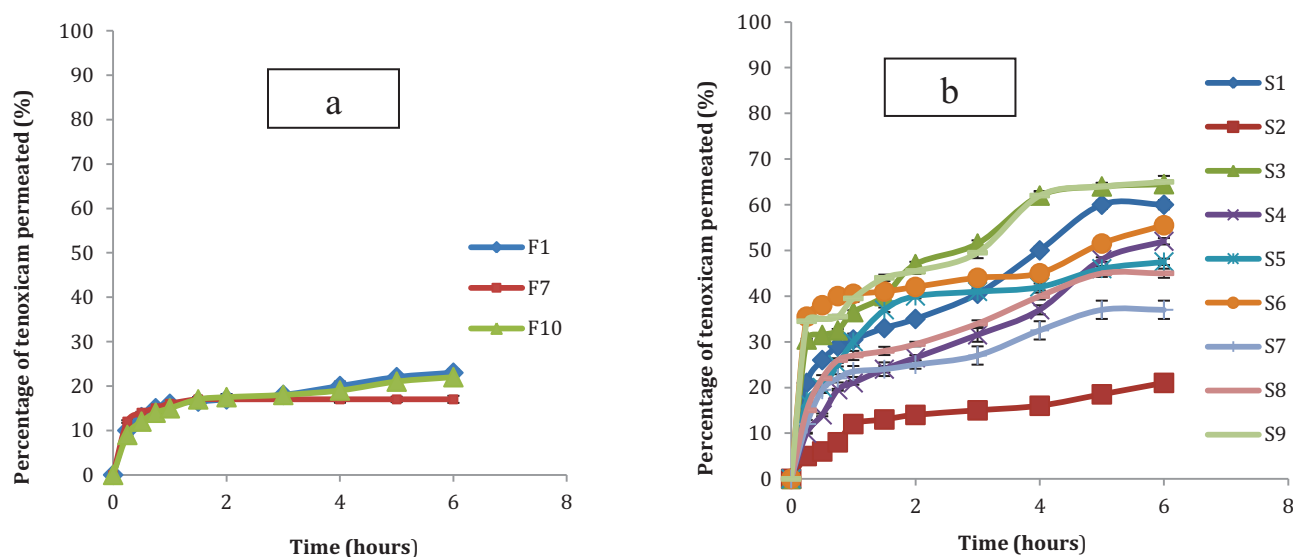 Percentage of tenoxicam permeated (%)
100
90
80
70
60
50
40
30
20
10
0
a
F1
F7
F10
0
2
4
6
8
Time (hours)
Percentage of tenoxicam permeated (%)
100
90
80
70
60
50
40
30
20
10
0
b
S1
S2
S3
S4
S5
S6
S7
S8
S9
0
2
4
6
8
Time (hours)